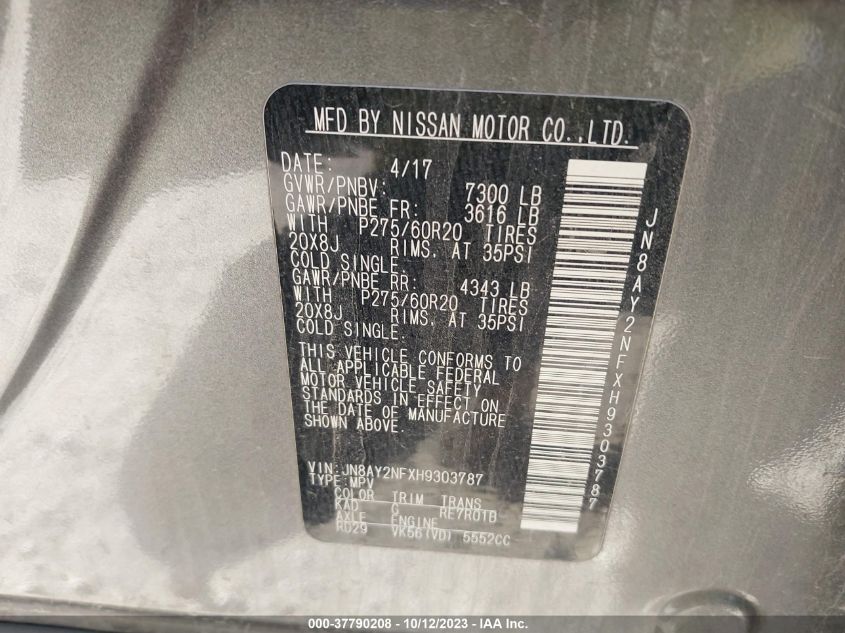 MFD BY NISSAN MOTOR CO.,LTD.
DATE: 4/17
GVWR/PNBV: 7300 LB
GAWR/PNBE FR: 3616 LB
WITH P275/60R20 TIRES
20X8J RIMS. AT 35PSI
COLD SINGLE.
GAWR/PNBE RR: 4343 LB
WITH P275/60R20 TIRES
20X8J RIMS. AT 35PSI
COLD SINGLE.
THIS VEHICLE CONFORMS TO
ALL APPLICABLE FEDERAL
MOTOR VEHICLE SAFETY
STANDARDS IN EFFECT ON
THE DATE OF MANUFACTURE
SHOWN ABOVE.
VIN: JN8AY2NFXH9303787
TYPE: MPV
COLOR TRIM TRANS
KAD G RE7R01B
AXLE ENGINE
RD29 VK56(VD) 5552CC
JN8AY2NFXH9303787
000-37790208 - 10/12/2023 - IAA Inc.